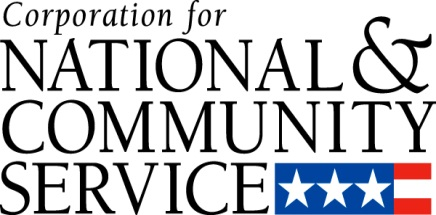 Corporation for
NATIONAL &
COMMUNITY
SERVICE